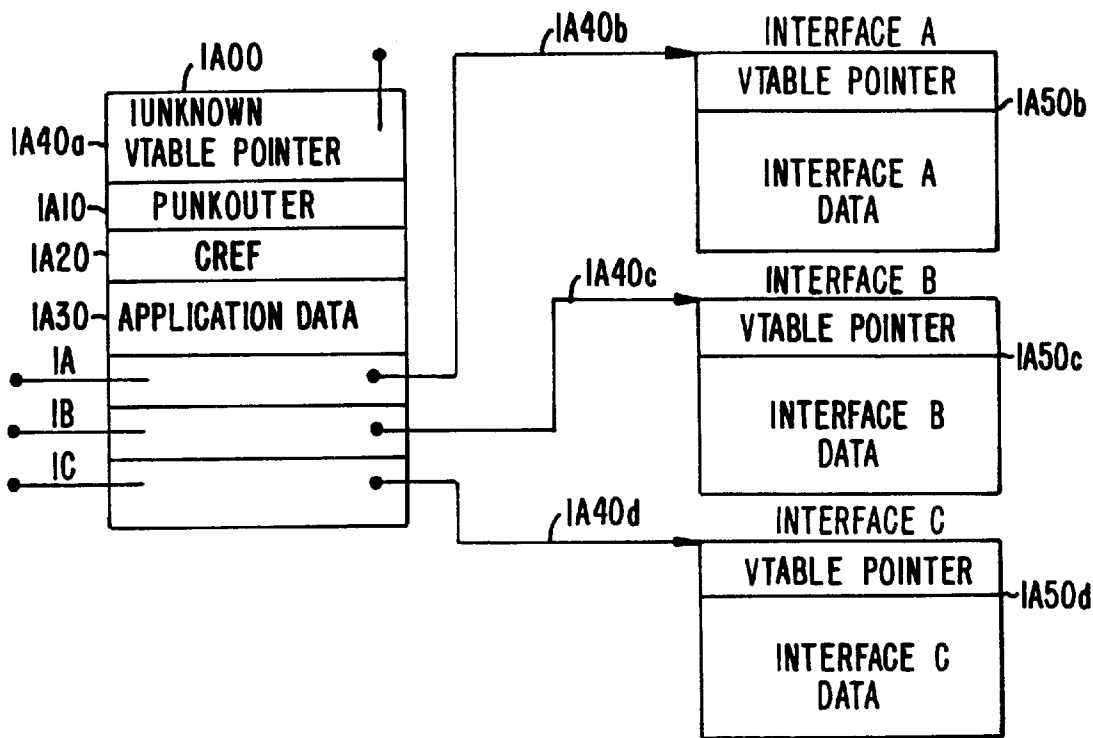 1A00
1A40a
IUNKNOWN
VTABLE POINTER
1A10
PUNKOUTER
1A20
CREF
1A30
APPLICATION DATA
IA
IB
IC
1A40b
INTERFACE A
VTABLE POINTER
1A50b
INTERFACE A
DATA
1A40c
INTERFACE B
VTABLE POINTER
1A50c
INTERFACE B
DATA
1A40d
INTERFACE C
VTABLE POINTER
1A50d
INTERFACE C
DATA